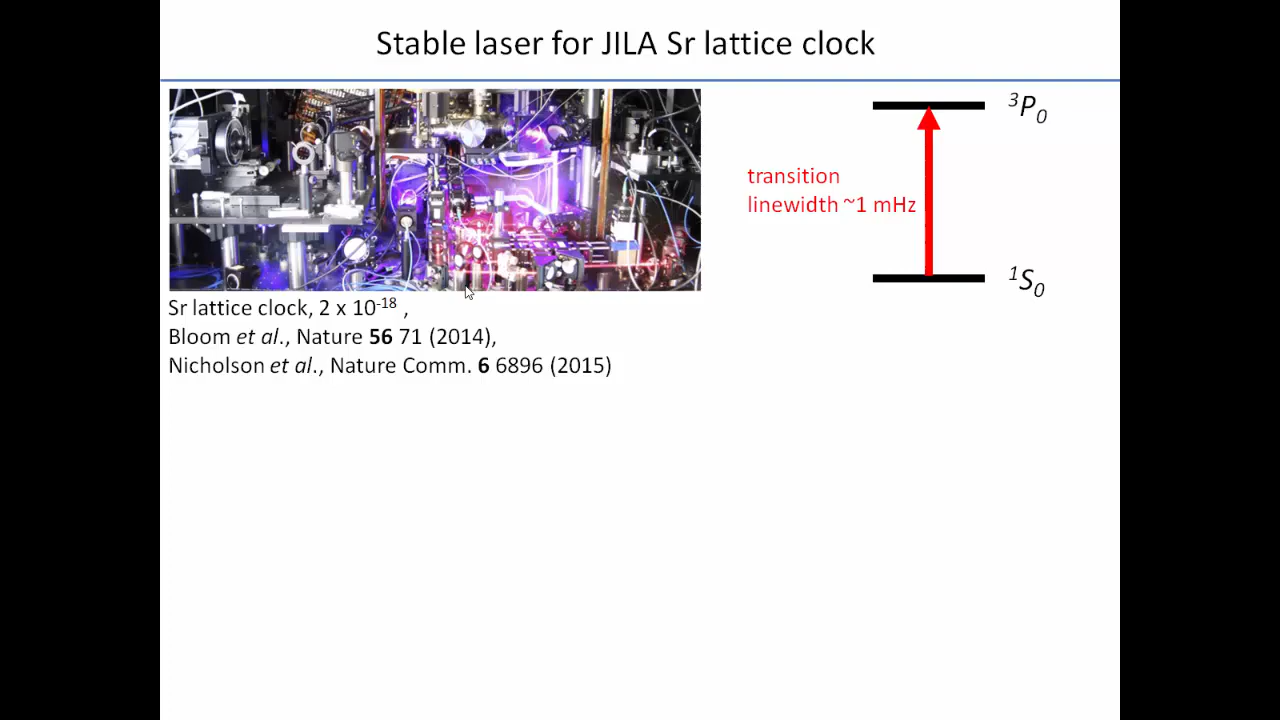 Stable laser for JILA Sr lattice clock
³P₀
transition
linewidth ~1 mHz
¹S₀
Sr lattice clock, 2 x 10⁻¹⁸ ,
Bloom et al., Nature 56 71 (2014),
Nicholson et al., Nature Comm. 6 6896 (2015)